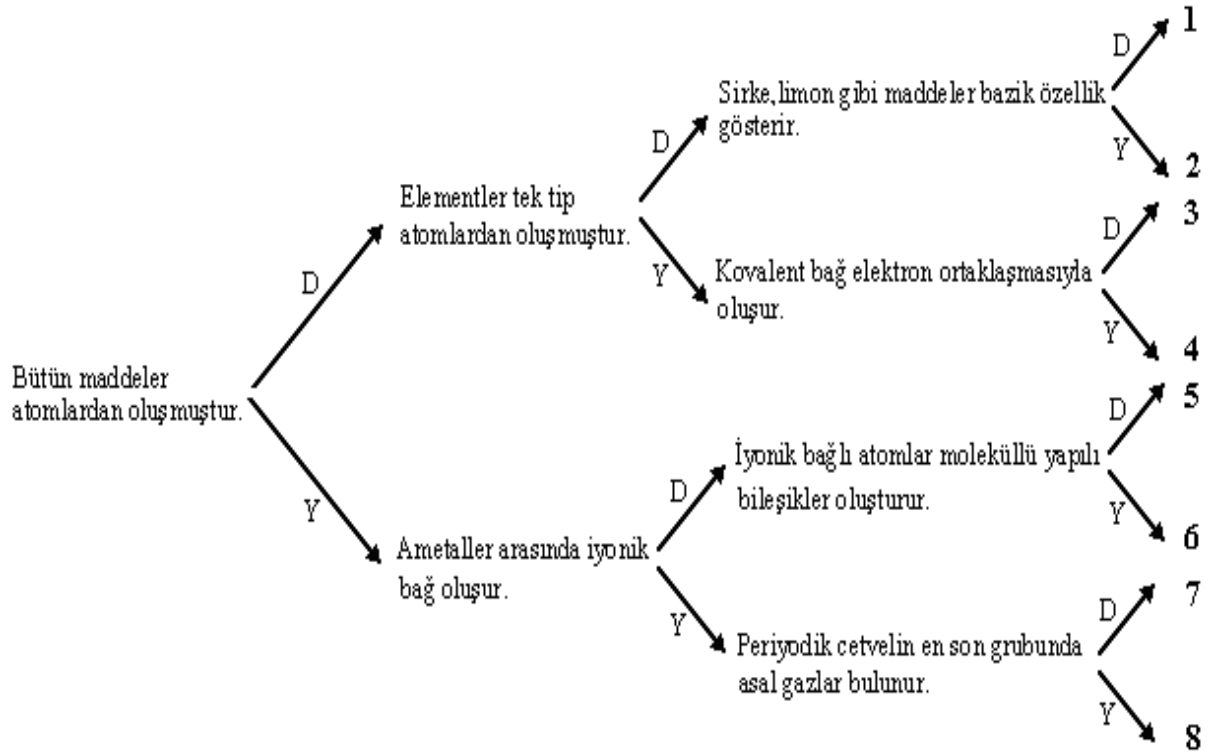 Bütün maddeler
atomlardan oluşmuştur.
D
Y
Elementler tek tip
atomlardan oluşmuştur.
D
Y
Ametaller arasında iyonik
bağ oluşur.
D
Y
Sirke,limon gibi maddeler bazik özellik
gösterir.
D
Y
Kovalent bağ elektron ortaklaşmasıyla
oluşur.
D
Y
İyonik bağlı atomlar moleküllü yapılı
bileşikler oluşturur.
D
Y
Periyodik cetvelin en son grubunda
asal gazlar bulunur.
D
Y
1
2
3
4
5
6
7
8